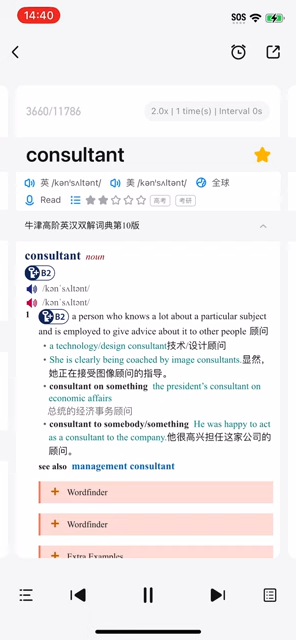 14:40
SOS
3660/11786
2.0x | 1 time(s) | Interval 0s
consultant
英 /kən'sʌltənt/ 美 /kən'sʌltənt/ 全球
Read 高考 考研
牛津高阶英汉双解词典第10版
consultant noun
B2
/kənˈsʌltənt/
/kənˈsʌltənt/
1 B2 a person who knows a lot about a particular subject
and is employed to give advice about it to other people 顾问
• a technology/design consultant技术/设计顾问
• She is clearly being coached by image consultants.显然，
她正在接受图像顾问的指导。
• consultant on something the president's consultant on
economic affairs
总统的经济事务顾问
• consultant to somebody/something He was happy to act
as a consultant to the company.他很高兴担任这家公司的
顾问。
see also management consultant
+ Wordfinder
+ Wordfinder
+ Extra Examples